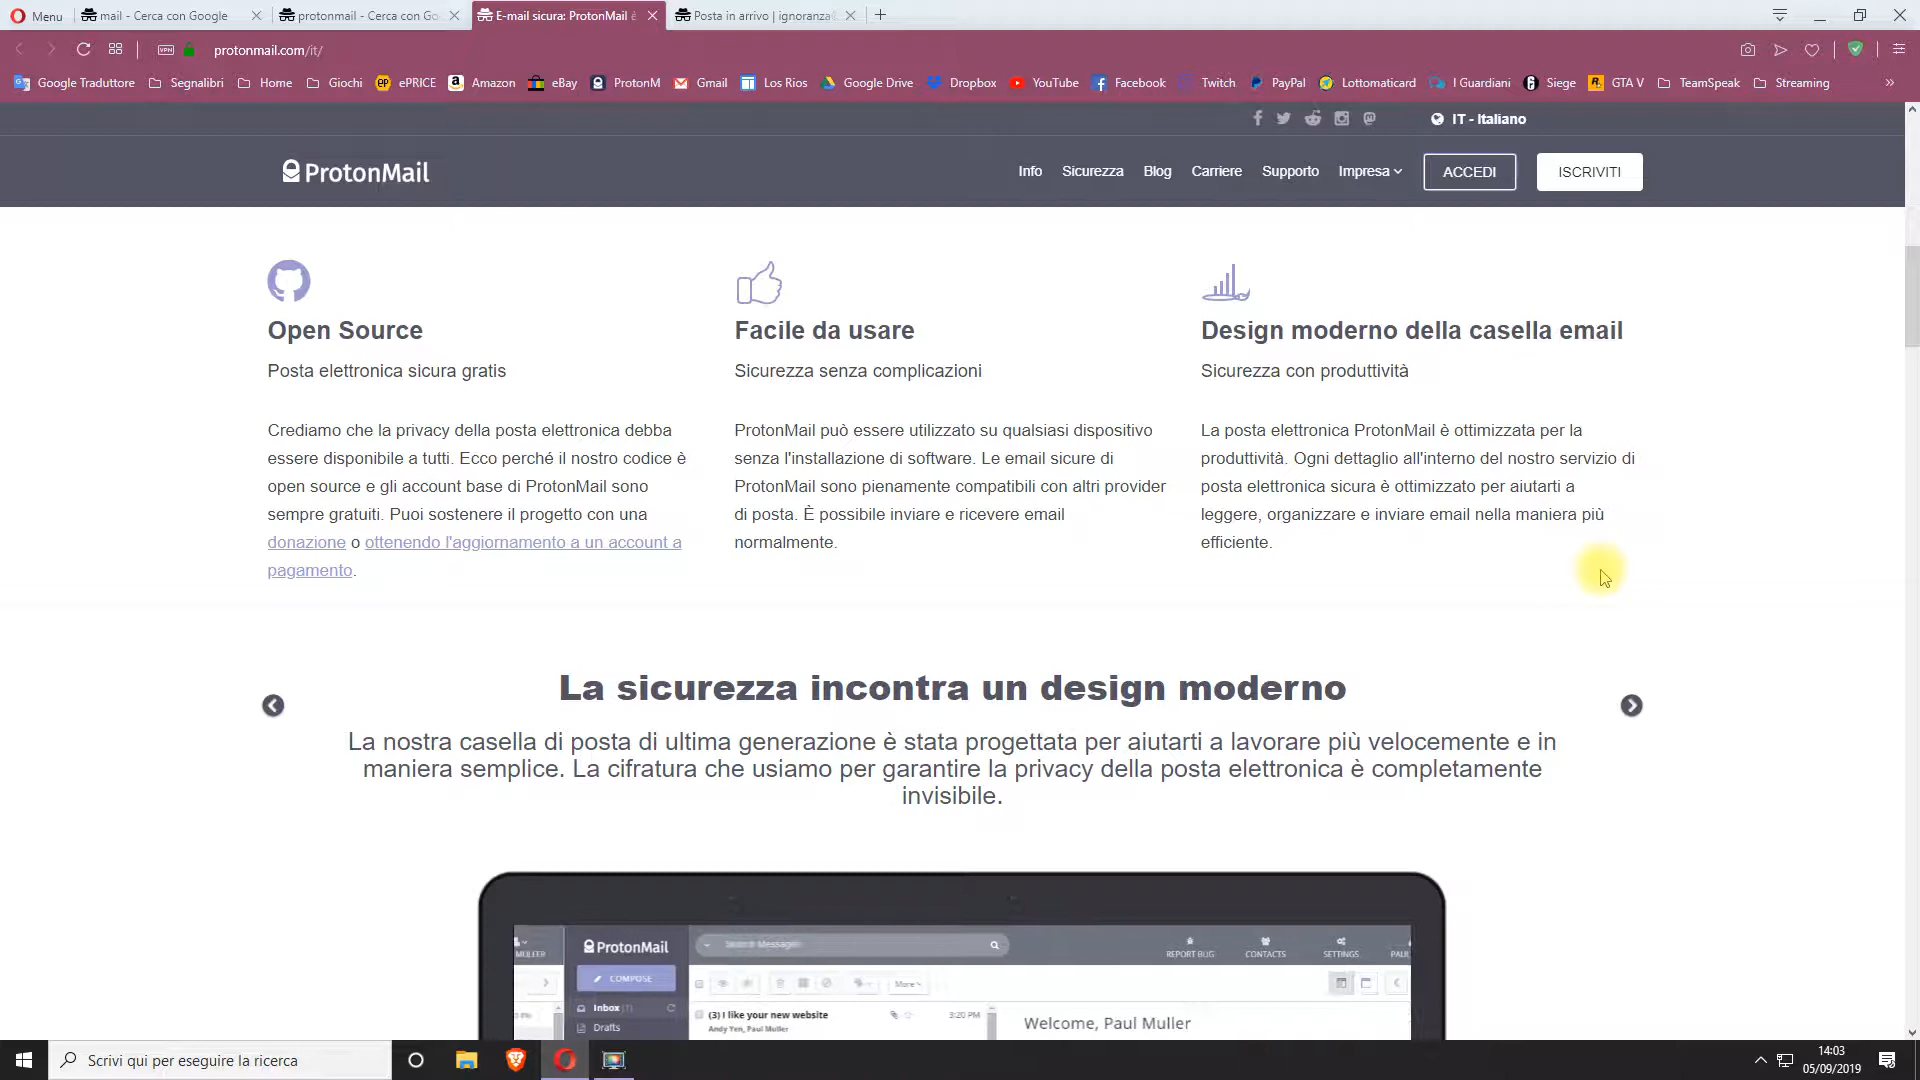 Menu
mail - Cerca con Google
protonmail - Cerca con Go
E-mail sicura: ProtonMail è
Posta in arrivo | ignoranza
VPN
protonmail.com/it/
Google Traduttore
Segnalibri
Home
Giochi
ePRICE
Amazon
eBay
ProtonM
Gmail
Los Rios
Google Drive
Dropbox
YouTube
Facebook
Twitch
PayPal
Lottomaticard
I Guardiani
Siege
GTA V
TeamSpeak
Streaming
IT - Italiano
ProtonMail
Info
Sicurezza
Blog
Carriere
Supporto
Impresa
ACCEDI
ISCRIVITI
Open Source
Posta elettronica sicura gratis
Crediamo che la privacy della posta elettronica debba
essere disponibile a tutti. Ecco perché il nostro codice è
open source e gli account base di ProtonMail sono
sempre gratuiti. Puoi sostenere il progetto con una
donazione o ottenendo l'aggiornamento a un account a
pagamento.
Facile da usare
Sicurezza senza complicazioni
ProtonMail può essere utilizzato su qualsiasi dispositivo
senza l'installazione di software. Le email sicure di
ProtonMail sono pienamente compatibili con altri provider
di posta. È possibile inviare e ricevere email
normalmente.
Design moderno della casella email
Sicurezza con produttività
La posta elettronica ProtonMail è ottimizzata per la
produttività. Ogni dettaglio all'interno del nostro servizio di
posta elettronica sicura è ottimizzato per aiutarti a
leggere, organizzare e inviare email nella maniera più
efficiente.
La sicurezza incontra un design moderno
La nostra casella di posta di ultima generazione è stata progettata per aiutarti a lavorare più velocemente e in
maniera semplice. La cifratura che usiamo per garantire la privacy della posta elettronica è completamente
invisibile.
MULLER
ProtonMail
Search Messages
REPORT BUG
CONTACTS
SETTINGS
PAUL
COMPOSE
More
Inbox (1)
(3) I like your new website
3:20 PM
Andy Yen, Paul Muller
Drafts
Welcome, Paul Muller
Scrivi qui per eseguire la ricerca
14:03
05/09/2019